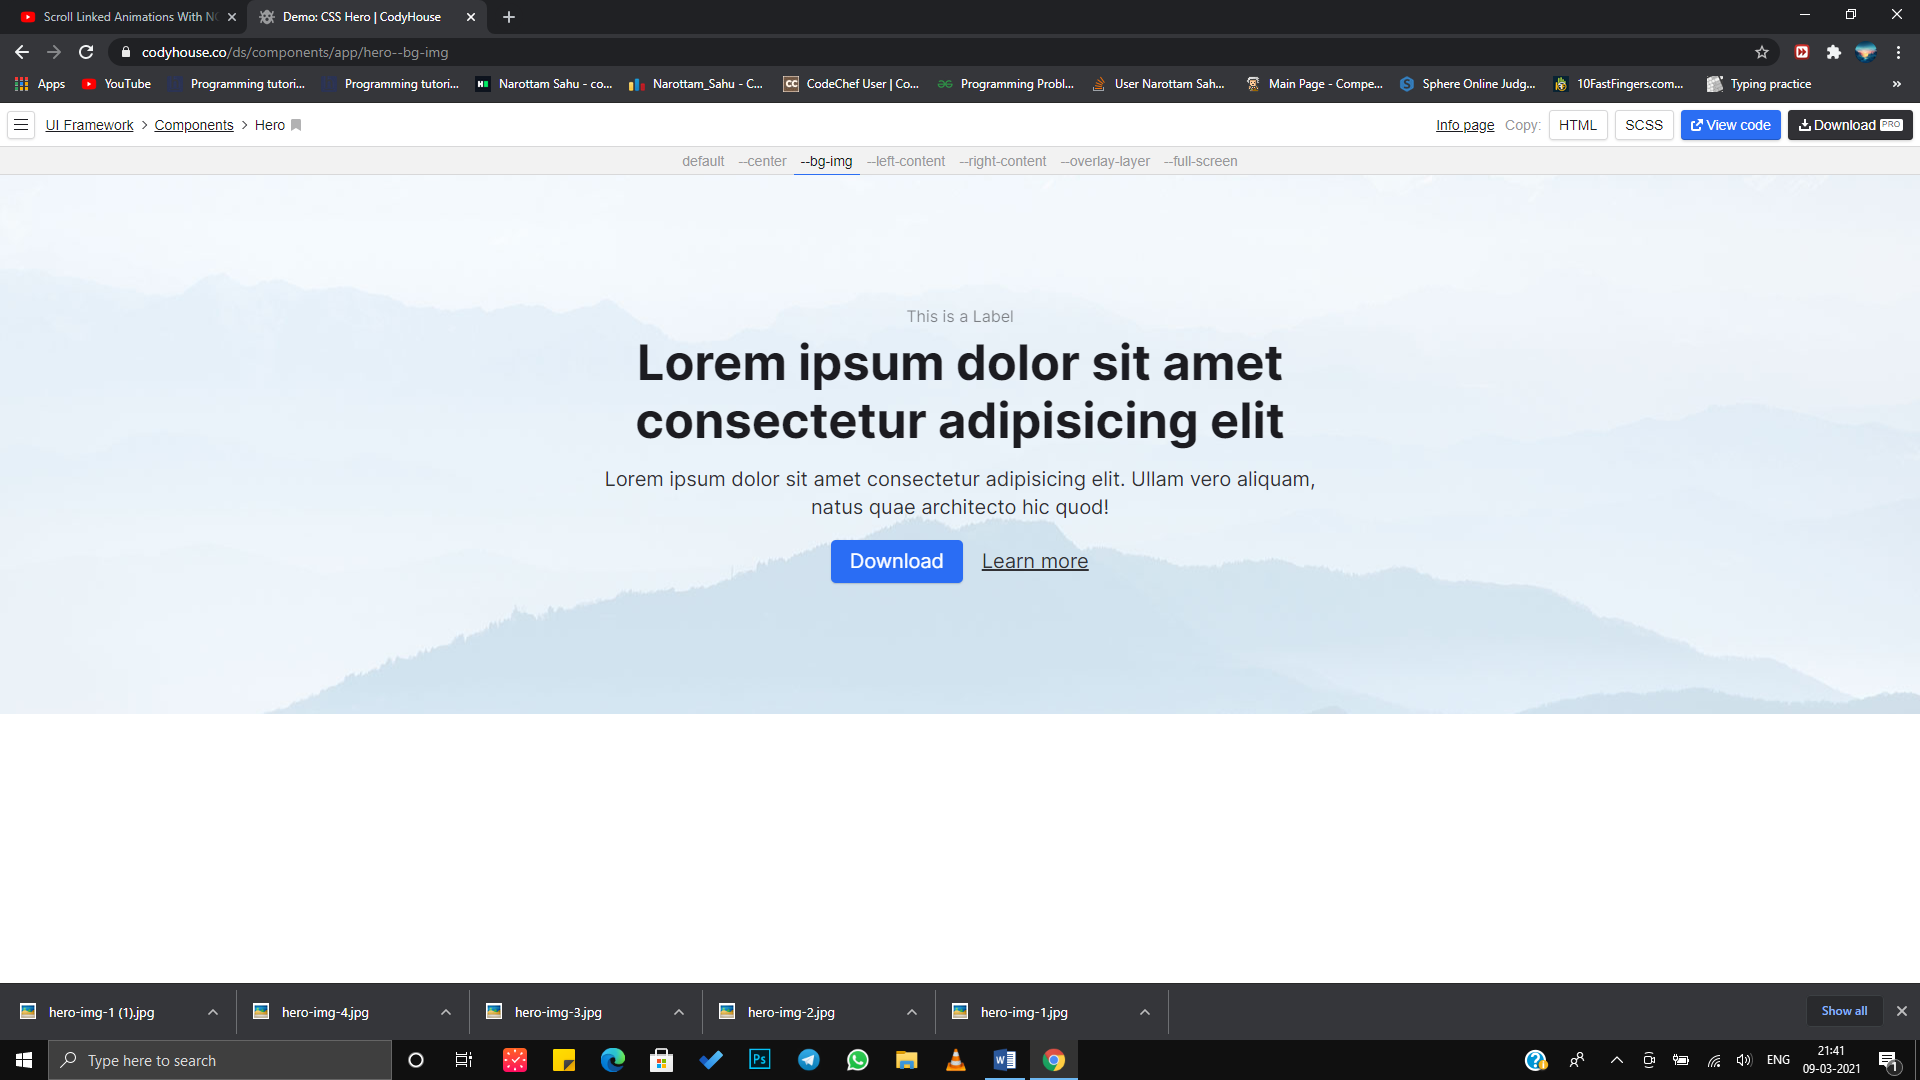 Scroll Linked Animations With
Demo: CSS Hero | CodyHouse
codyhouse.co/ds/components/app/hero--bg-img
Apps
YouTube
Programming tutori...
Programming tutori...
Narottam Sahu - co...
Narottam_Sahu - C...
CodeChef User | Co...
Programming Probl...
User Narottam Sah...
Main Page - Compe...
Sphere Online Judg...
10FastFingers.com...
Typing practice
»
UI Framework > Components > Hero
Info page
Copy:
HTML
SCSS
View code
Download PRO
default
--center
--bg-img
--left-content
--right-content
--overlay-layer
--full-screen
This is a Label
Lorem ipsum dolor sit amet
consectetur adipisicing elit
Lorem ipsum dolor sit amet consectetur adipisicing elit. Ullam vero aliquam,
natus quae architecto hic quod!
Download
Learn more
hero-img-1 (1).jpg
hero-img-4.jpg
hero-img-3.jpg
hero-img-2.jpg
hero-img-1.jpg
Show all
Type here to search
Ps
ENG
21:41
09-03-2021
1